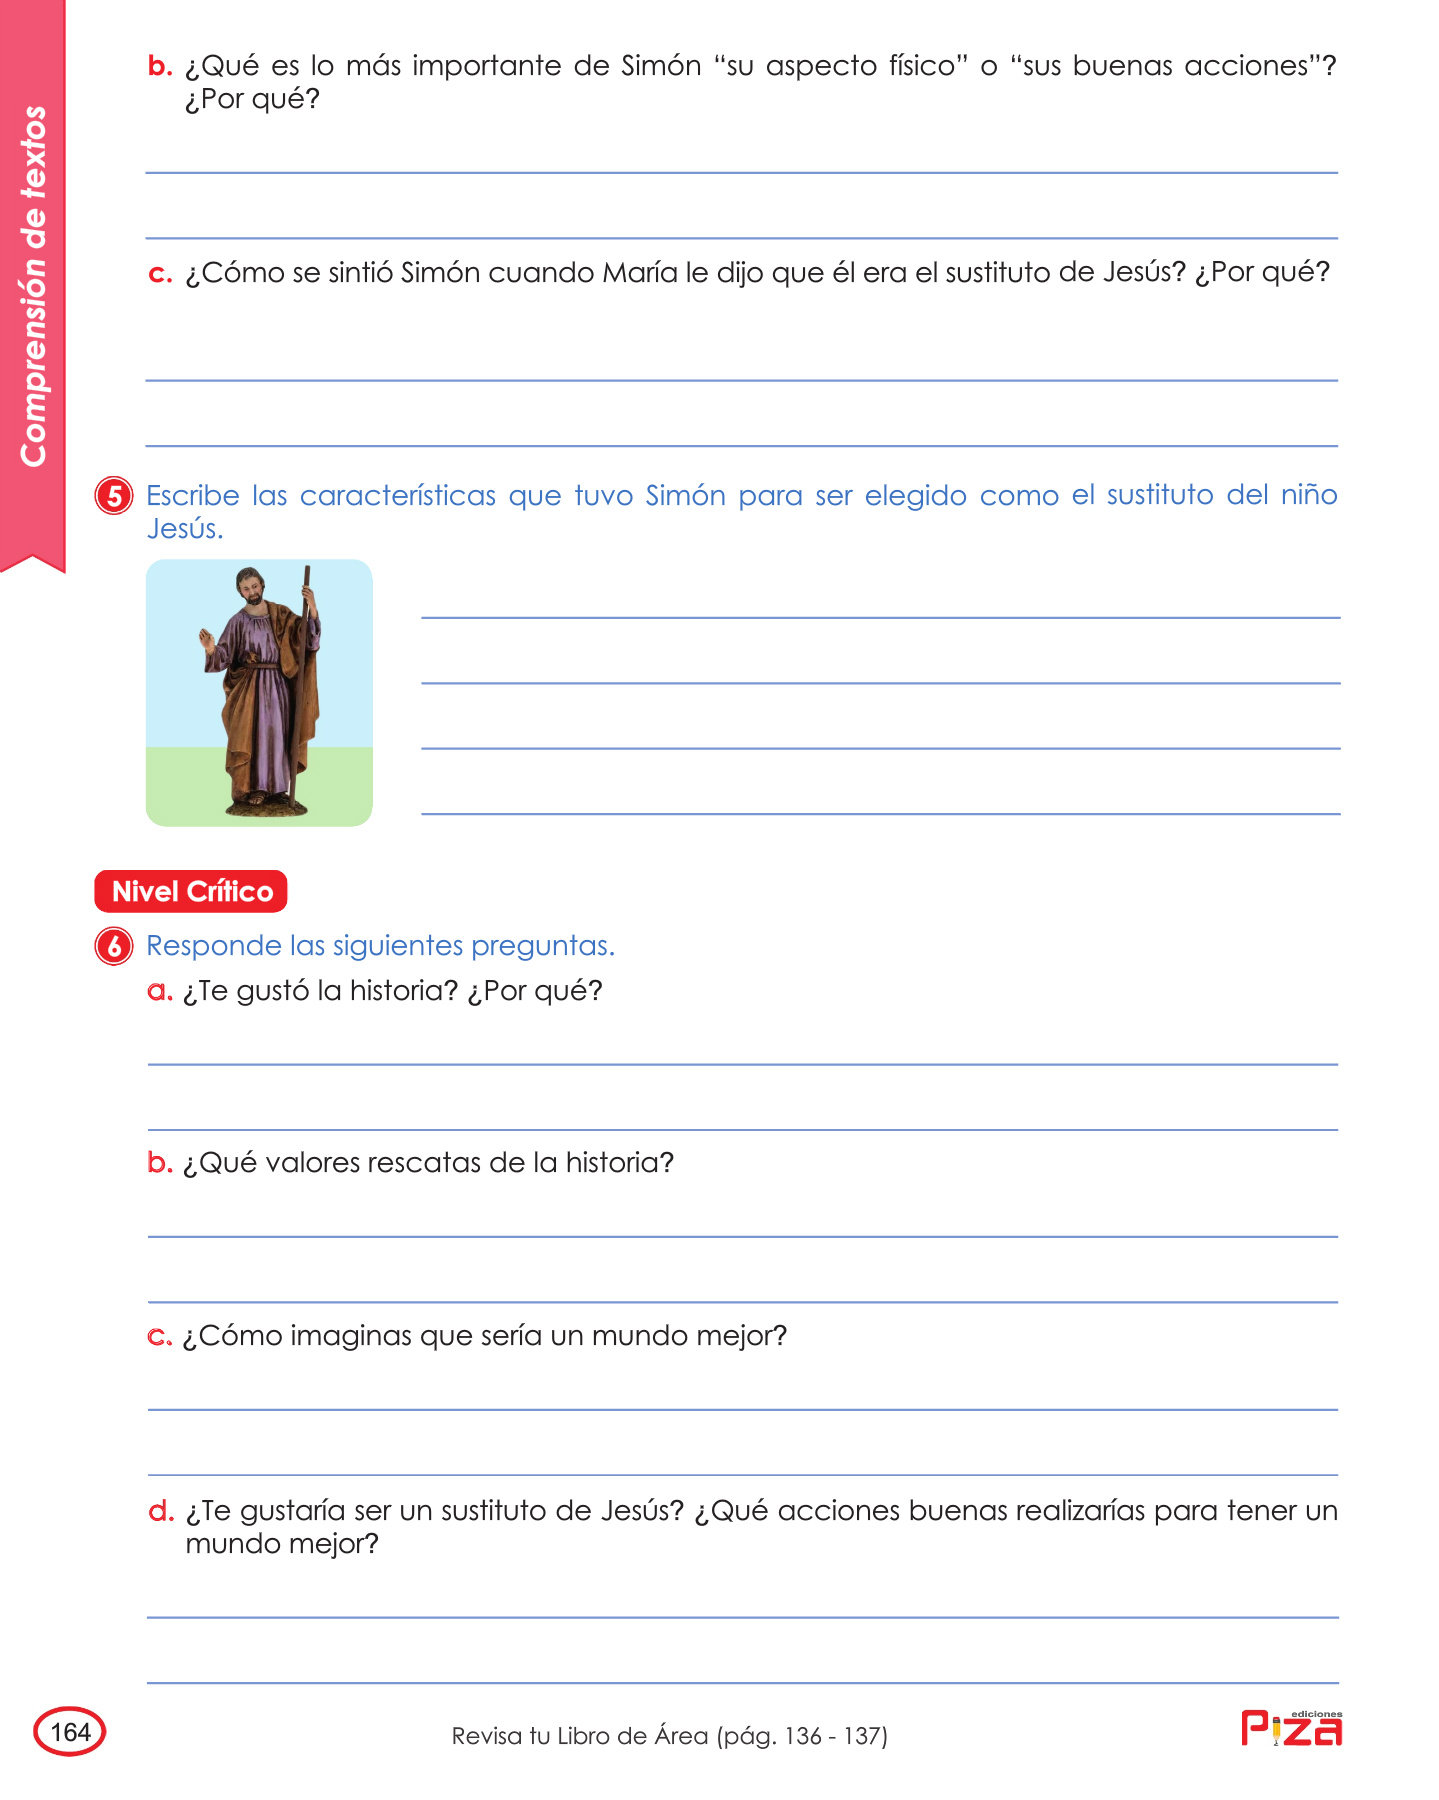 Comprensión de textos
b. ¿Qué es lo más importante de Simón “su aspecto físico” o “sus buenas acciones”?
¿Por qué?
c. ¿Cómo se sintió Simón cuando María le dijo que él era el sustituto de Jesús? ¿Por qué?
5 Escribe las características que tuvo Simón para ser elegido como el sustituto del niño
Jesús.
Nivel Crítico
6 Responde las siguientes preguntas.
a. ¿Te gustó la historia? ¿Por qué?
b. ¿Qué valores rescatas de la historia?
c. ¿Cómo imaginas que sería un mundo mejor?
d. ¿Te gustaría ser un sustituto de Jesús? ¿Qué acciones buenas realizarías para tener un
mundo mejor?
164
Revisa tu Libro de Área (pág. 136 - 137)
ediciones
Piza